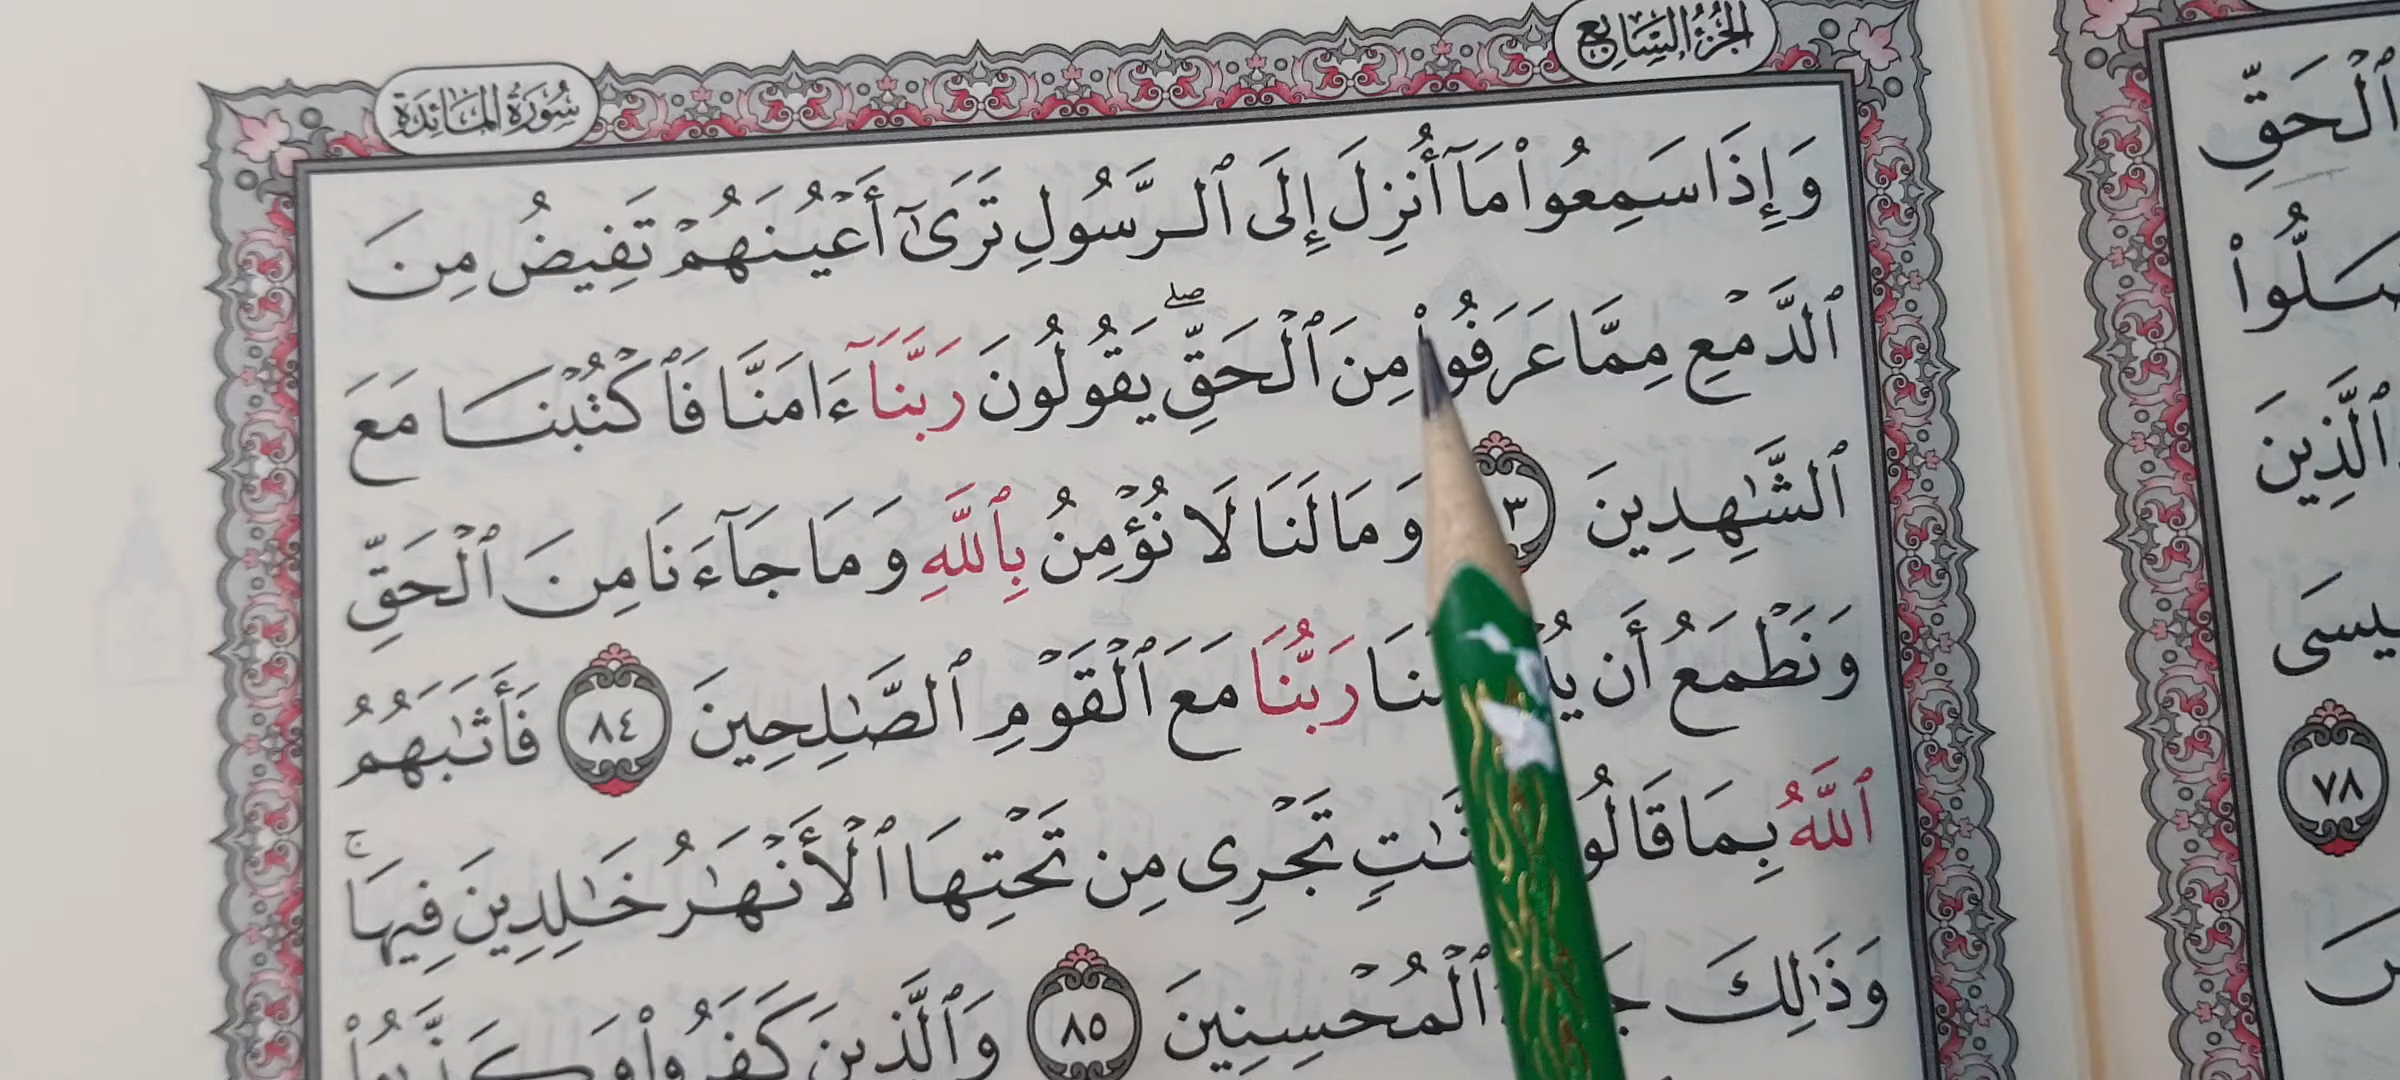 الجزء السابع
سورة المائدة
وَإِذَا سَمِعُوا۟ مَآ أُنزِلَ إِلَى ٱلرَّسُولِ تَرَىٰٓ أَعْيُنَهُمْ تَفِيضُ مِنَ
ٱلدَّمْعِ مِمَّا عَرَفُوا۟ مِنَ ٱلْحَقِّ ۖ يَقُولُونَ رَبَّنَآ ءَامَنَّا فَٱكْتُبْنَا مَعَ
ٱلشَّٰهِدِينَ ٣ وَمَا لَنَا لَا نُؤْمِنُ بِٱللَّهِ وَمَا جَآءَنَا مِنَ ٱلْحَقِّ
وَنَطْمَعُ أَن رَبُّنَا مَعَ ٱلْقَوْمِ ٱلصَّٰلِحِينَ ٨٤ فَأَثَٰبَهُمُ
ٱللَّهُ بِمَا تَجْرِى مِن تَحْتِهَا ٱلْأَنْهَٰرُ خَٰلِدِينَ فِيهَا ۚ
وَذَٰلِكَ ٱلْمُحْسِنِينَ ٨٥ وَٱلَّذِينَ كَفَرُوا۟ وَكَذَّبُوا۟
ٱلْحَقِّ
ٱلَّذِينَ
٧٨